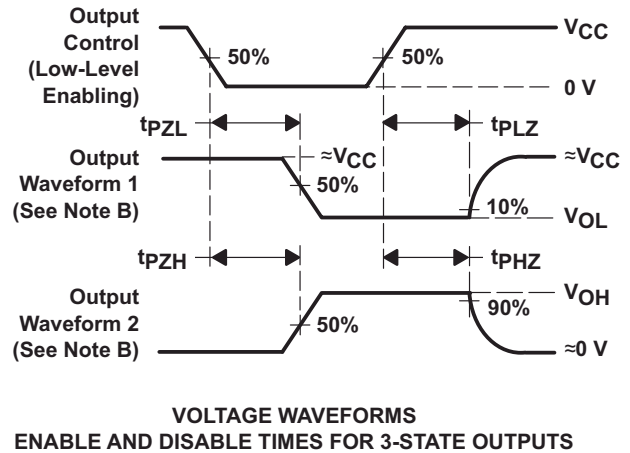 Output
Control
(Low-Level
Enabling)
50%
50%
VCC
0 V
tPZL
tPLZ
Output
Waveform 1
(See Note B)
≈VCC
50%
10%
≈VCC
VOL
tPZH
tPHZ
Output
Waveform 2
(See Note B)
50%
90%
VOH
≈0 V
VOLTAGE WAVEFORMS
ENABLE AND DISABLE TIMES FOR 3-STATE OUTPUTS